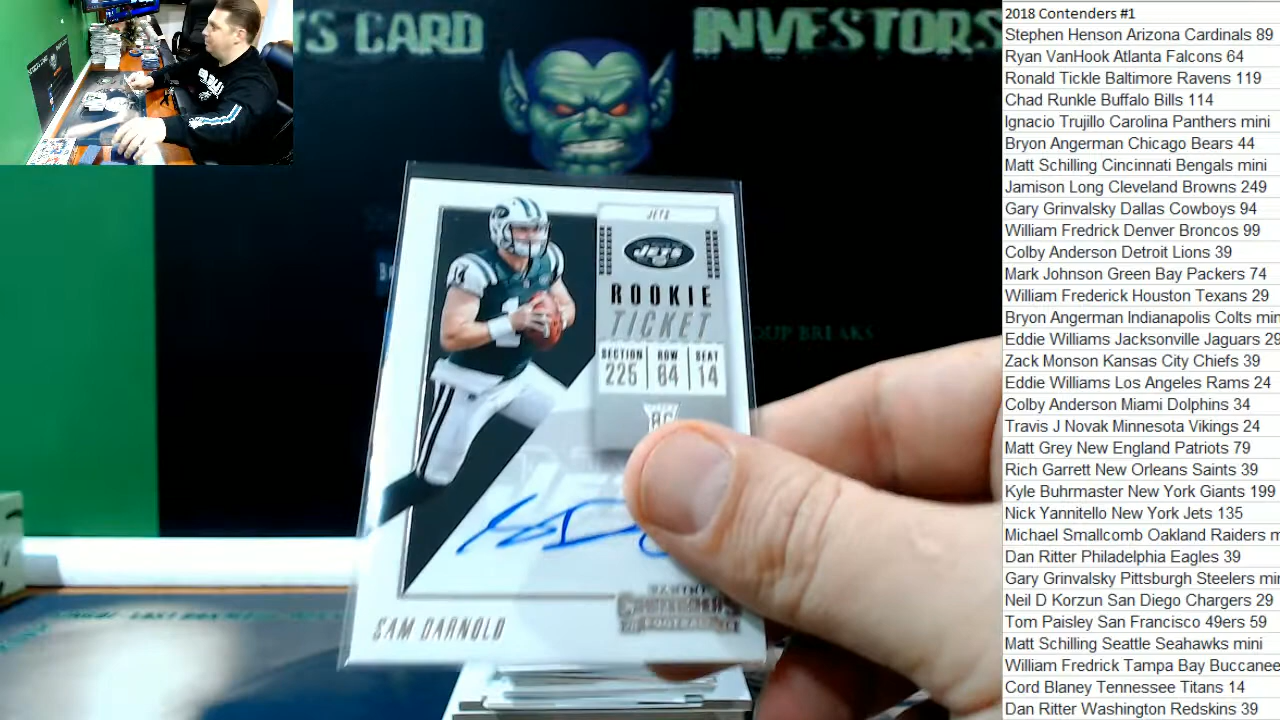 S CARD INVESTORS
JETS
JETS
ROOKIE
TICKET
SECTION ROW SEAT
225 64 14
RC
SAM DARNOLD
PANINI
CONTENDERS
FOOTBALL
OUP BREAKS
2018 Contenders #1
Stephen Henson Arizona Cardinals 89
Ryan VanHook Atlanta Falcons 64
Ronald Tickle Baltimore Ravens 119
Chad Runkle Buffalo Bills 114
Ignacio Trujillo Carolina Panthers mini
Bryon Angerman Chicago Bears 44
Matt Schilling Cincinnati Bengals mini
Jamison Long Cleveland Browns 249
Gary Grinvalsky Dallas Cowboys 94
William Fredrick Denver Broncos 99
Colby Anderson Detroit Lions 39
Mark Johnson Green Bay Packers 74
William Frederick Houston Texans 29
Bryon Angerman Indianapolis Colts min
Eddie Williams Jacksonville Jaguars 29
Zack Monson Kansas City Chiefs 39
Eddie Williams Los Angeles Rams 24
Colby Anderson Miami Dolphins 34
Travis J Novak Minnesota Vikings 24
Matt Grey New England Patriots 79
Rich Garrett New Orleans Saints 39
Kyle Buhrmaster New York Giants 199
Nick Yannitello New York Jets 135
Michael Smallcomb Oakland Raiders m
Dan Ritter Philadelphia Eagles 39
Gary Grinvalsky Pittsburgh Steelers min
Neil D Korzun San Diego Chargers 29
Tom Paisley San Francisco 49ers 59
Matt Schilling Seattle Seahawks mini
William Fredrick Tampa Bay Buccanee
Cord Blaney Tennessee Titans 14
Dan Ritter Washington Redskins 39